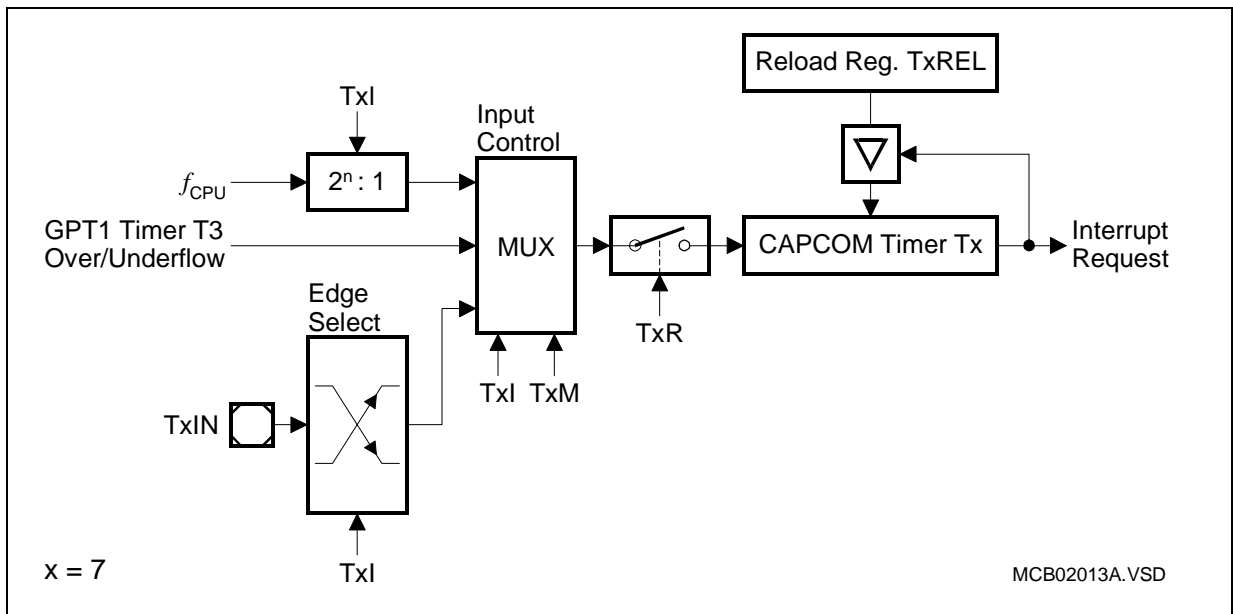 Reload Reg. TxREL
TxI
Input
Control
fCPU
2ⁿ : 1
GPT1 Timer T3
Over/Underflow
MUX
CAPCOM Timer Tx
Interrupt
Request
Edge
Select
TxR
TxI TxM
TxIN
TxI
x = 7
MCB02013A.VSD